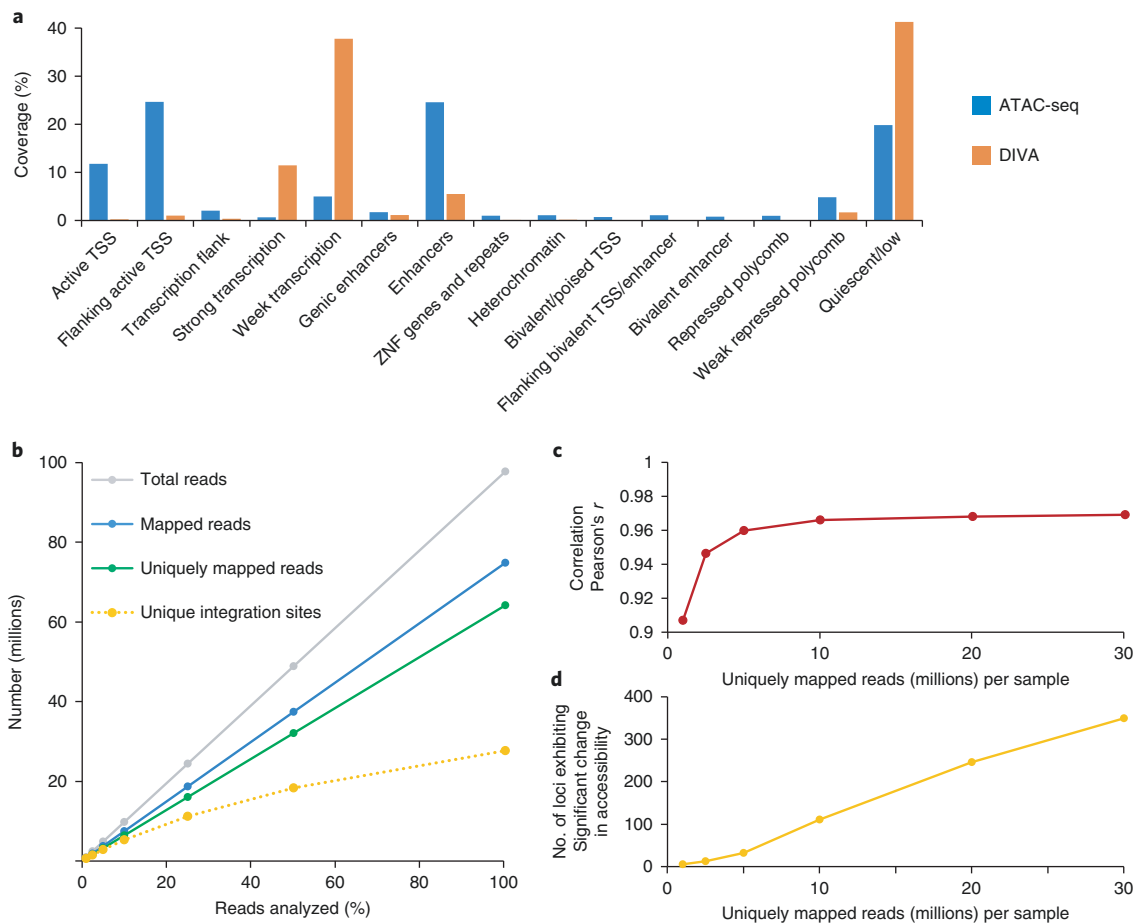 a
40
30
20
10
0
Coverage (%)
Active TSS
Flanking active TSS
Transcription flank
Strong transcription
Week transcription
Genic enhancers
Enhancers
ZNF genes and repeats
Heterochromatin
Bivalent/poised TSS
Flanking bivalent TSS/enhancer
Bivalent enhancer
Repressed polycomb
Weak repressed polycomb
Quiescent/low
ATAC-seq
DIVA
b
100
80
60
40
20
Number (millions)
Total reads
Mapped reads
Uniquely mapped reads
Unique integration sites
0
20
40
60
80
100
Reads analyzed (%)
c
1
0.98
0.96
0.94
0.92
0.9
Correlation
Pearson's r
0
10
20
30
Uniquely mapped reads (millions) per sample
d
400
300
200
100
0
No. of loci exhibiting
Significant change
in accessibility
0
10
20
30
Uniquely mapped reads (millions) per sample